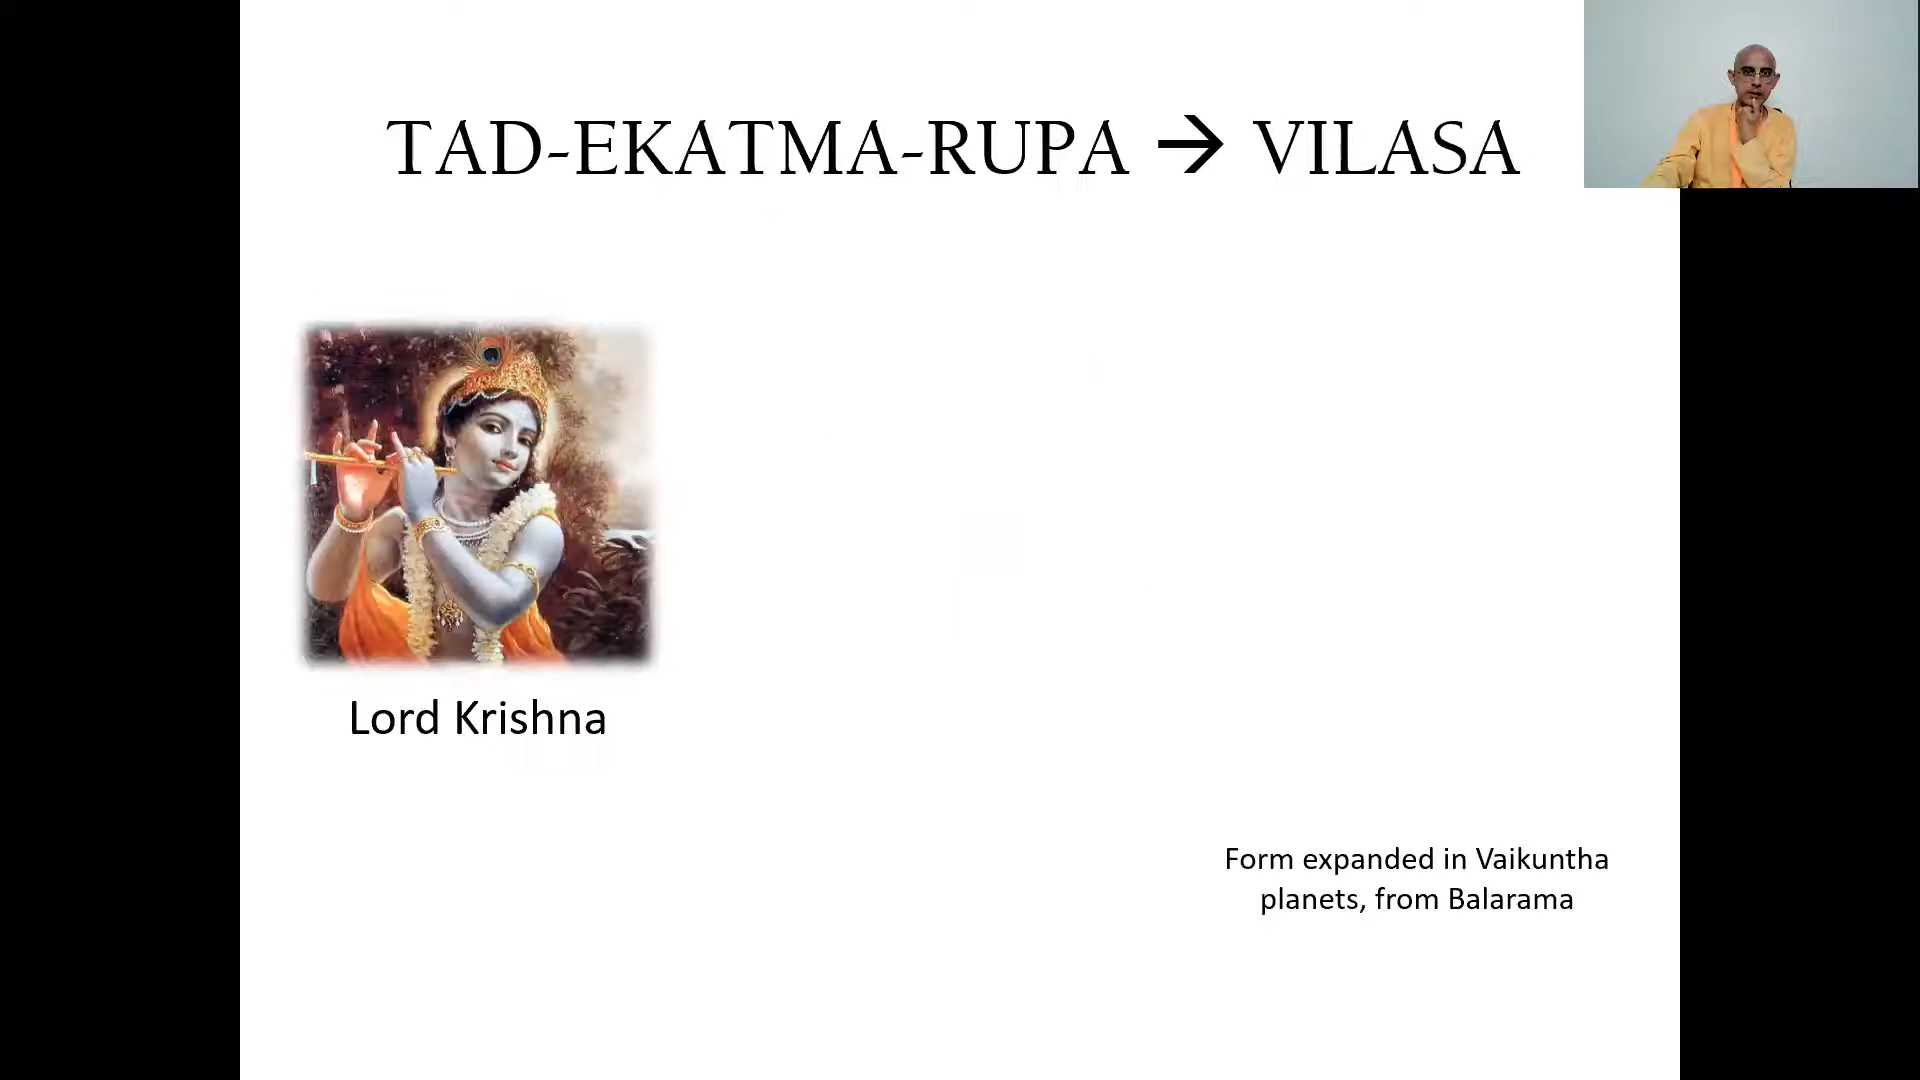 TAD-EKATMA-RUPA → VILASA
Lord Krishna
Form expanded in Vaikuntha
planets, from Balarama